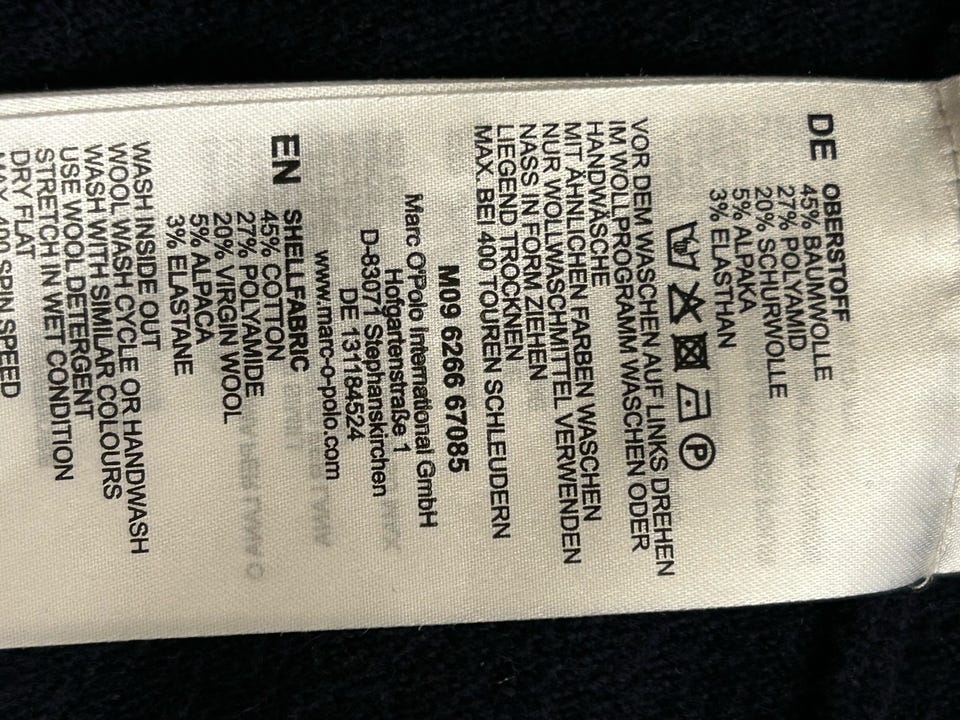 DE OBERSTOFF
45% BAUMWOLLE
27% POLYAMID
20% SCHURWOLLE
5% ALPAKA
3% ELASTHAN
P
VOR DEM WASCHEN AUF LINKS DREHEN
IM WOLLPROGRAMM WASCHEN ODER
HANDWÄSCHE
MIT ÄHNLICHEN FARBEN WASCHEN
NUR WOLLWASCHMITTEL VERWENDEN
NASS IN FORM ZIEHEN
LIEGEND TROCKNEN
MAX. BEI 400 TOUREN SCHLEUDERN
M09 6266 67085
Marc O'Polo International GmbH
Hofgartenstraße 1
D-83071 Stephanskirchen
DE 131184524
www.marc-o-polo.com
EN SHELLFABRIC
45% COTTON
27% POLYAMIDE
20% VIRGIN WOOL
5% ALPACA
3% ELASTANE
WASH INSIDE OUT
WOOL WASH CYCLE OR HANDWASH
WASH WITH SIMILAR COLOURS
USE WOOL DETERGENT
STRETCH IN WET CONDITION
DRY FLAT
MAX. 400 SPIN SPEED